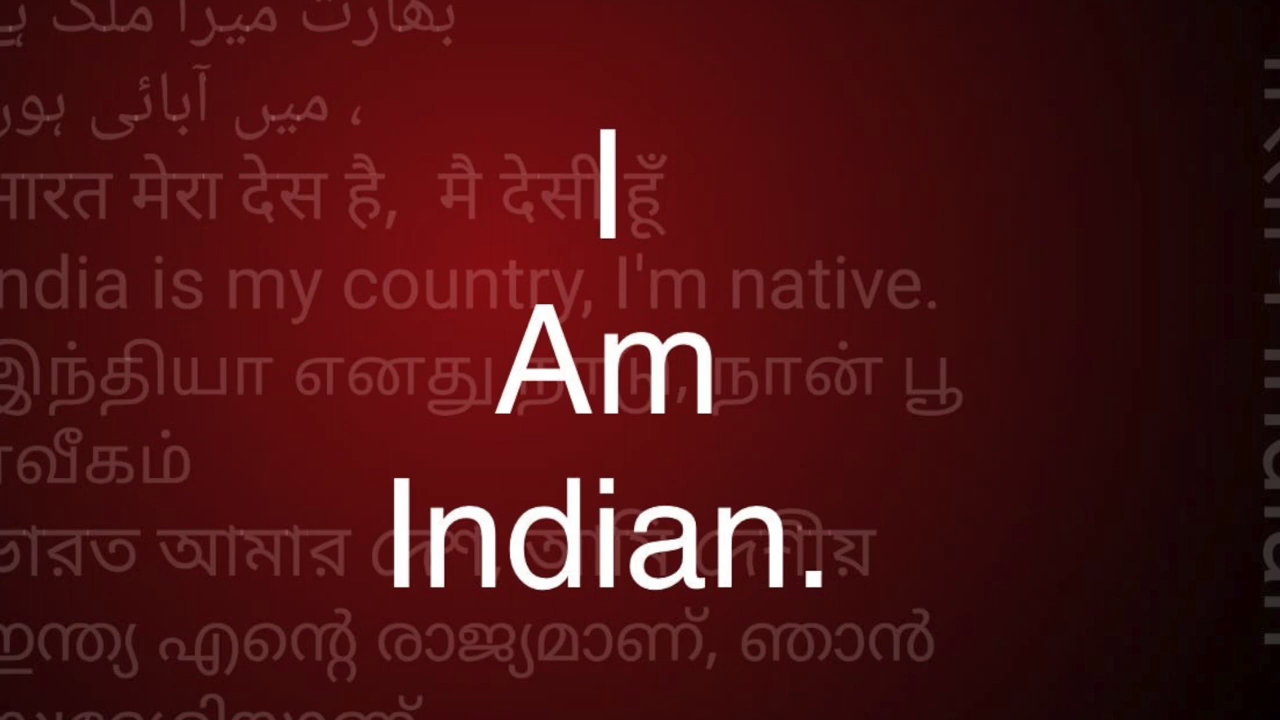 بھارت میرا ملک ہے
، میں آبائی ہوں
भारत मेरा देस है, मै देसी हूँ
I
India is my country, I'm native.
Am
இந்தியா எனது நாடு, நான் பூ
ர்வீகம்
Indian.
ভারত আমার দেশ, আমি দেশীয়
ഇന്ത്യ എന്റെ രാജ്യമാണ്, ഞാൻ